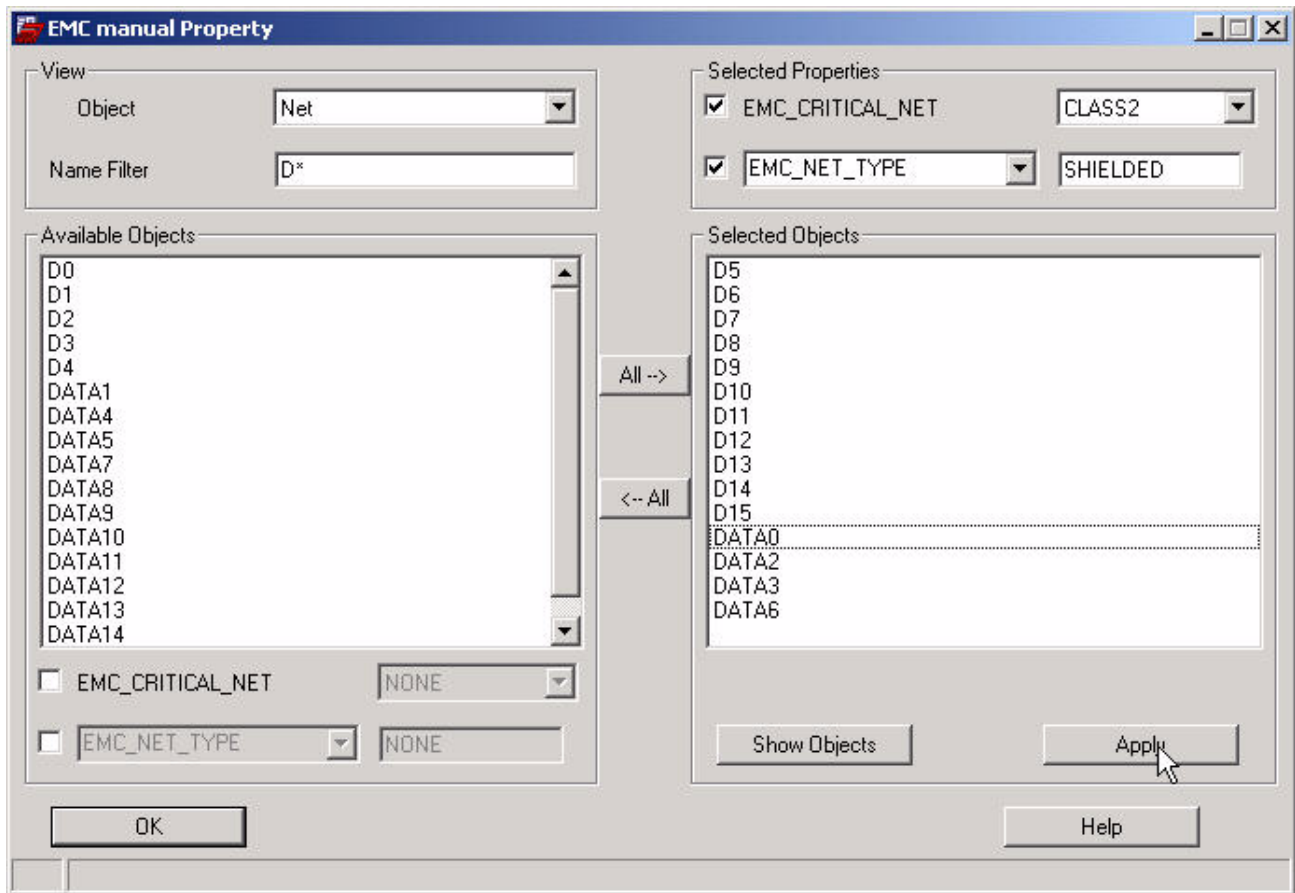 EMC manual Property
View
Object
Net
Name Filter
D*
Selected Properties
EMC_CRITICAL_NET
CLASS2
EMC_NET_TYPE
SHIELDED
Available Objects
D0
D1
D2
D3
D4
DATA1
DATA4
DATA5
DATA7
DATA8
DATA9
DATA10
DATA11
DATA12
DATA13
DATA14
EMC_CRITICAL_NET
NONE
EMC_NET_TYPE
NONE
All -->
<-- All
Selected Objects
D5
D6
D7
D8
D9
D10
D11
D12
D13
D14
D15
DATA0
DATA2
DATA3
DATA6
Show Objects
Apply
OK
Help